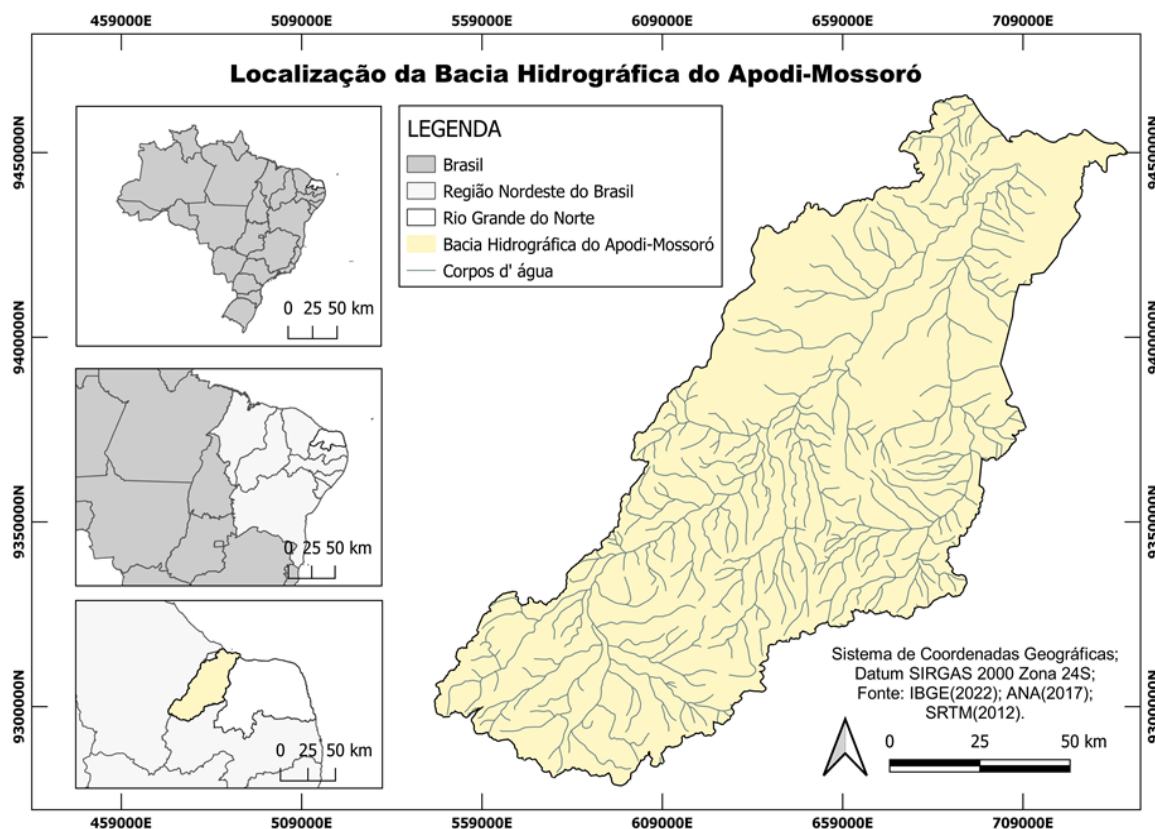 459000E 509000E 559000E 609000E 659000E 709000E
Localização da Bacia Hidrográfica do Apodi-Mossoró
LEGENDA
Brasil
Região Nordeste do Brasil
Rio Grande do Norte
Bacia Hidrográfica do Apodi-Mossoró
Corpos d' água
0 25 50 km
0 25 50 km
0 25 50 km
9450000N
9400000N
9350000N
9300000N
9450000N
9400000N
9350000N
9300000N
Sistema de Coordenadas Geográficas;
Datum SIRGAS 2000 Zona 24S;
Fonte: IBGE(2022); ANA(2017);
SRTM(2012).
0 25 50 km
459000E 509000E 559000E 609000E 659000E 709000E